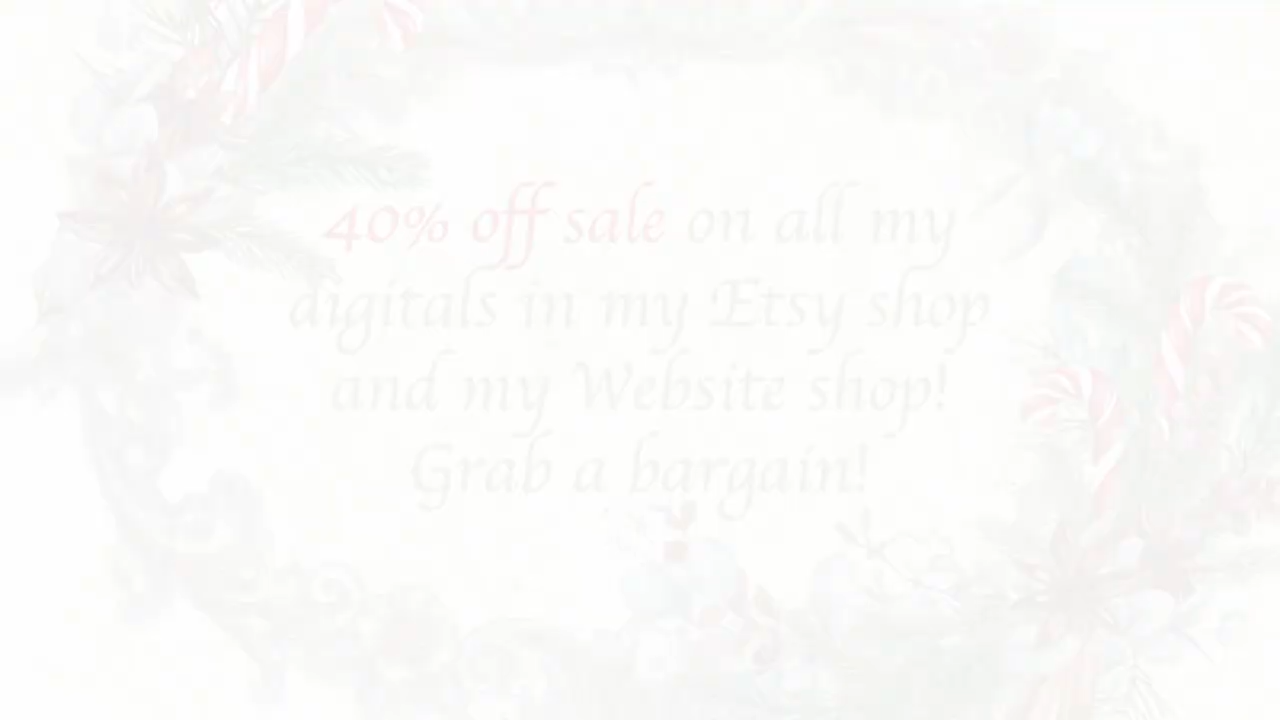 40% off sale on all my
digitals in my Etsy shop
and my Website shop!
Grab a bargain!